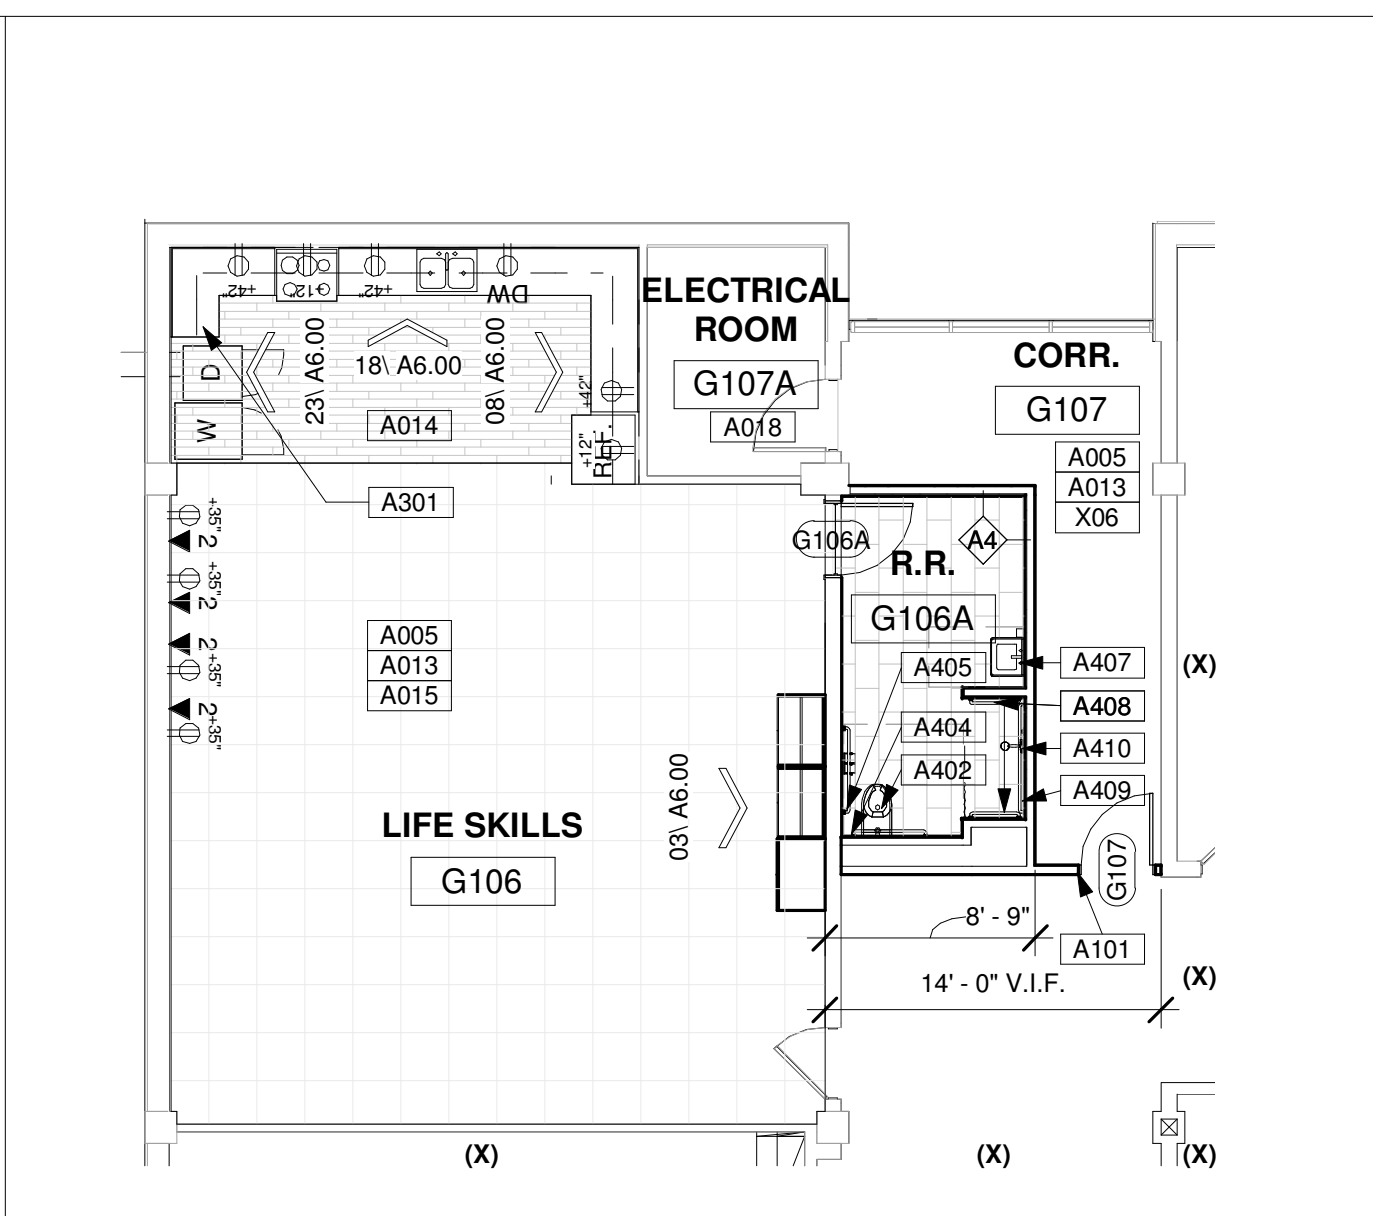 +42"
+12"
+42"
DW
ELECTRICAL
ROOM
G107A
A018
CORR.
G107
A005
A013
X06
23\ A6.00
18\ A6.00
08\ A6.00
D
W
A014
+42"
+12"
REF.
A301
+35"
2
+35"
2
2
+35"
2
+35"
A005
A013
A015
G106A
A4
R.R.
G106A
A405
A404
A402
A407
A408
A410
A409
(X)
03\ A6.00
LIFE SKILLS
G106
G107
8' - 9"
A101
14' - 0" V.I.F.
(X)
(X)
(X)
(X)